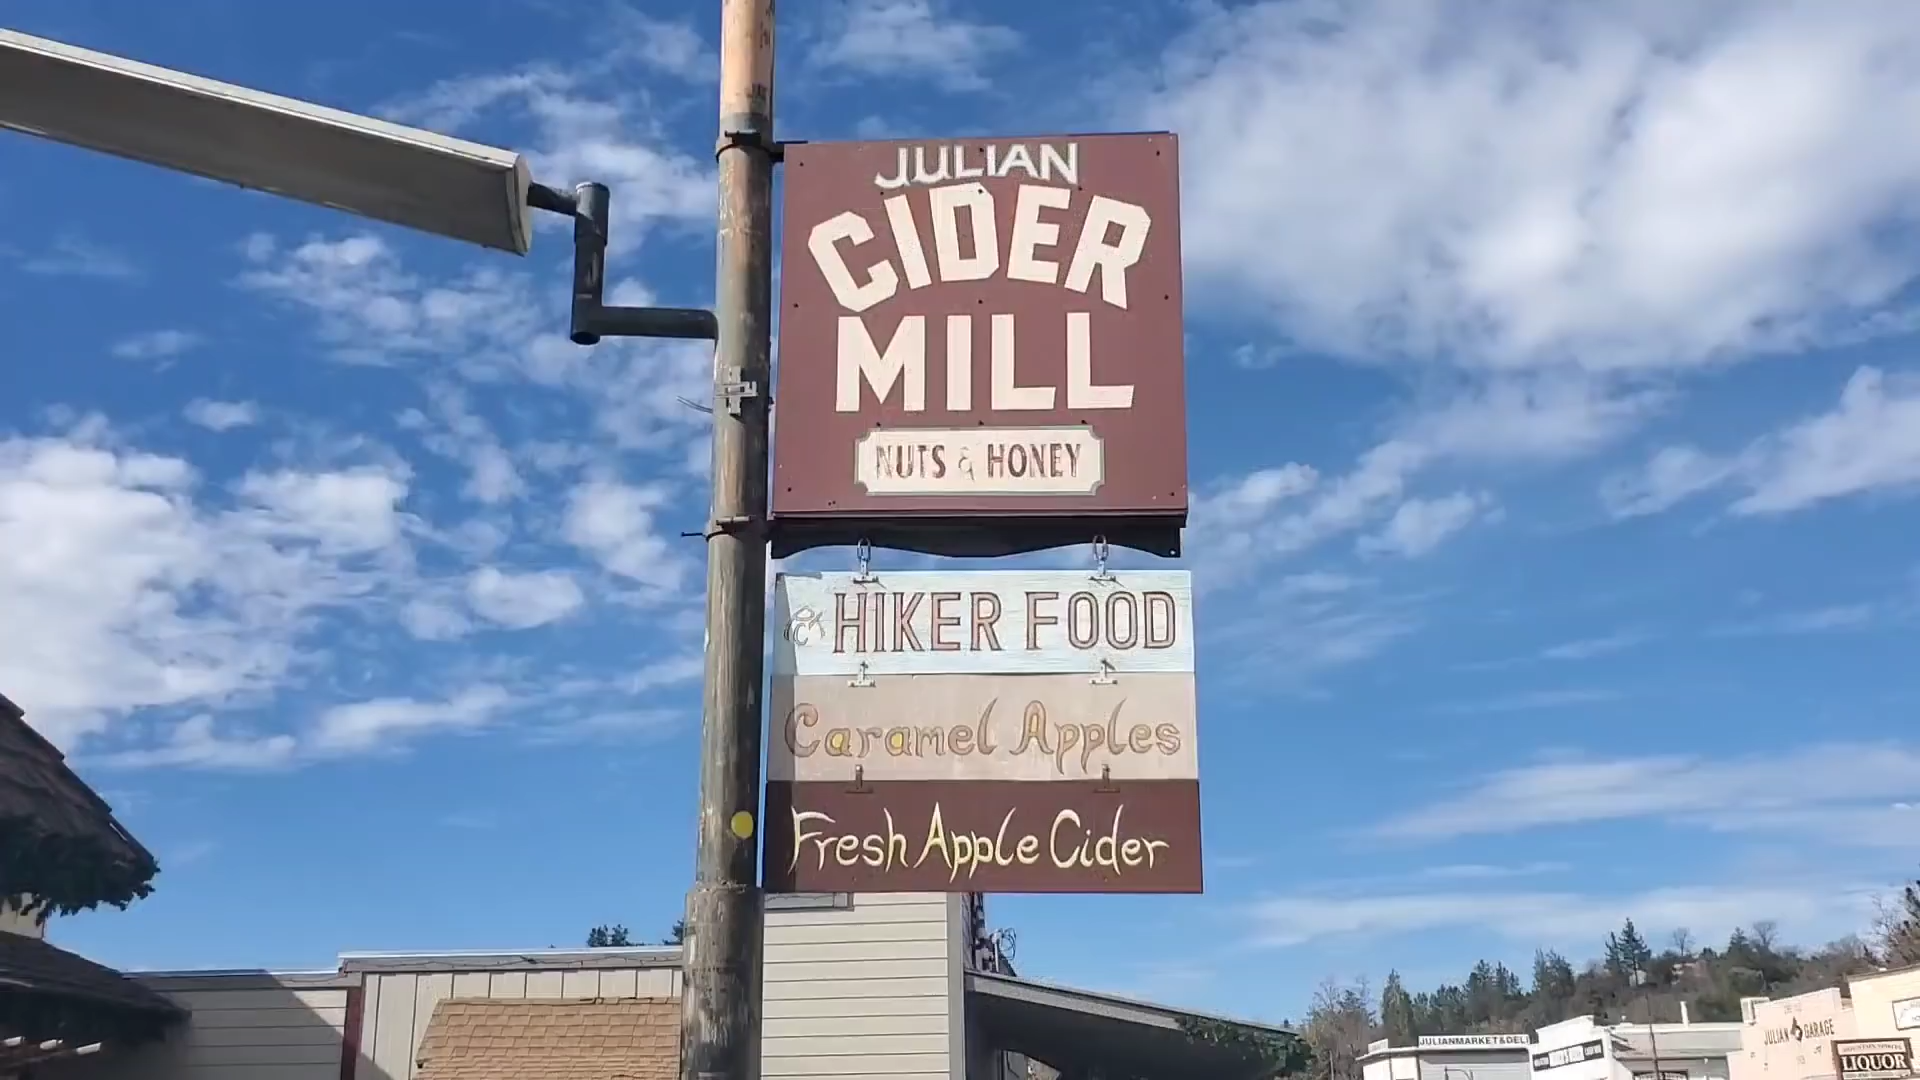 JULIAN
CIDER
MILL
NUTS & HONEY
& HIKER FOOD
Caramel Apples
Fresh Apple Cider
JULIAN MARKET & DELI
JULIAN GARAGE
LIQUOR